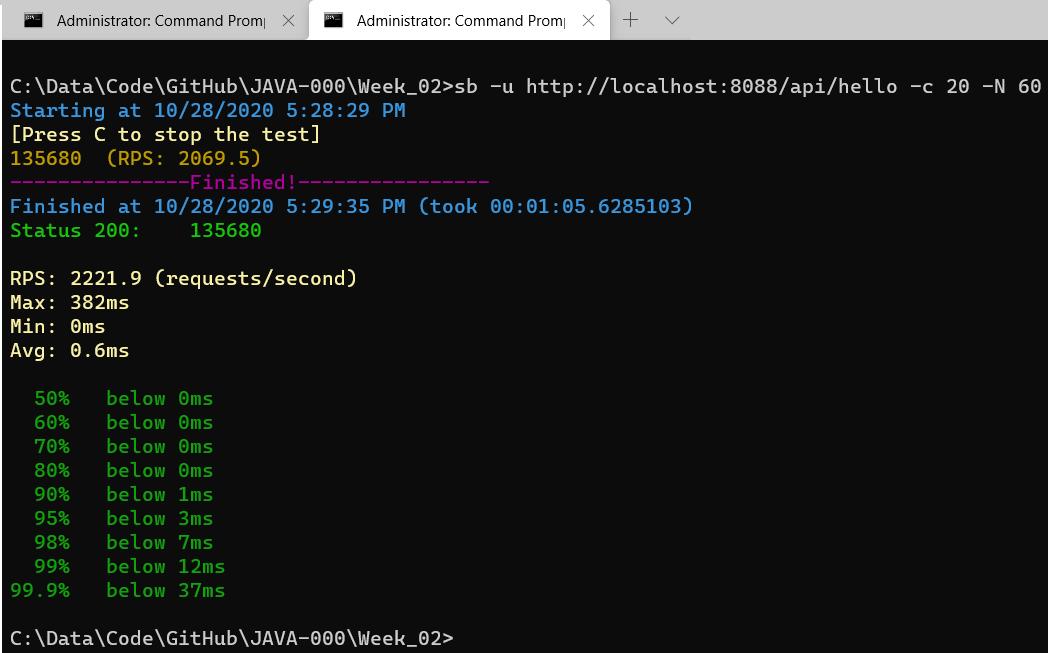 Administrator: Command Promp
Administrator: Command Promp
C:\Data\Code\GitHub\JAVA-000\Week_02>sb -u http://localhost:8088/api/hello -c 20 -N 60
Starting at 10/28/2020 5:28:29 PM
[Press C to stop the test]
135680  (RPS: 2069.5)
---------------Finished!----------------
Finished at 10/28/2020 5:29:35 PM (took 00:01:05.6285103)
Status 200:    135680
RPS: 2221.9 (requests/second)
Max: 382ms
Min: 0ms
Avg: 0.6ms
50%   below 0ms
60%   below 0ms
70%   below 0ms
80%   below 0ms
90%   below 1ms
95%   below 3ms
98%   below 7ms
99%   below 12ms
99.9%   below 37ms
C:\Data\Code\GitHub\JAVA-000\Week_02>